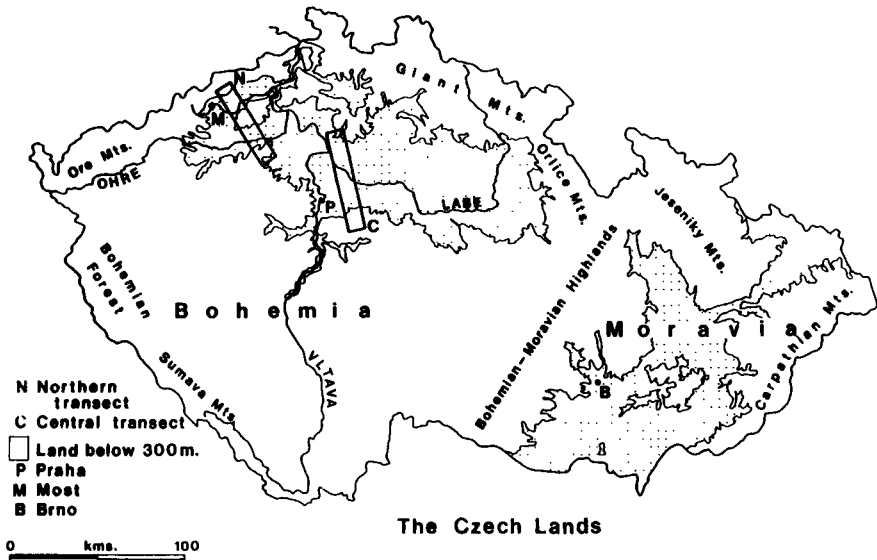 N
M
Giant Mts.
Ore Mts.
OHRE
Orlice Mts.
LABE
P
C
Jeseniky Mts.
Bohemian Forest
Bohemia
Bohemian-Moravian Highlands
Moravia
Carpathian Mts.
Sumava Mts.
VLTAVA
B
N Northern
transect
C Central transect
Land below 300m.
P Praha
M Most
B Brno
0 kms. 100
The Czech Lands